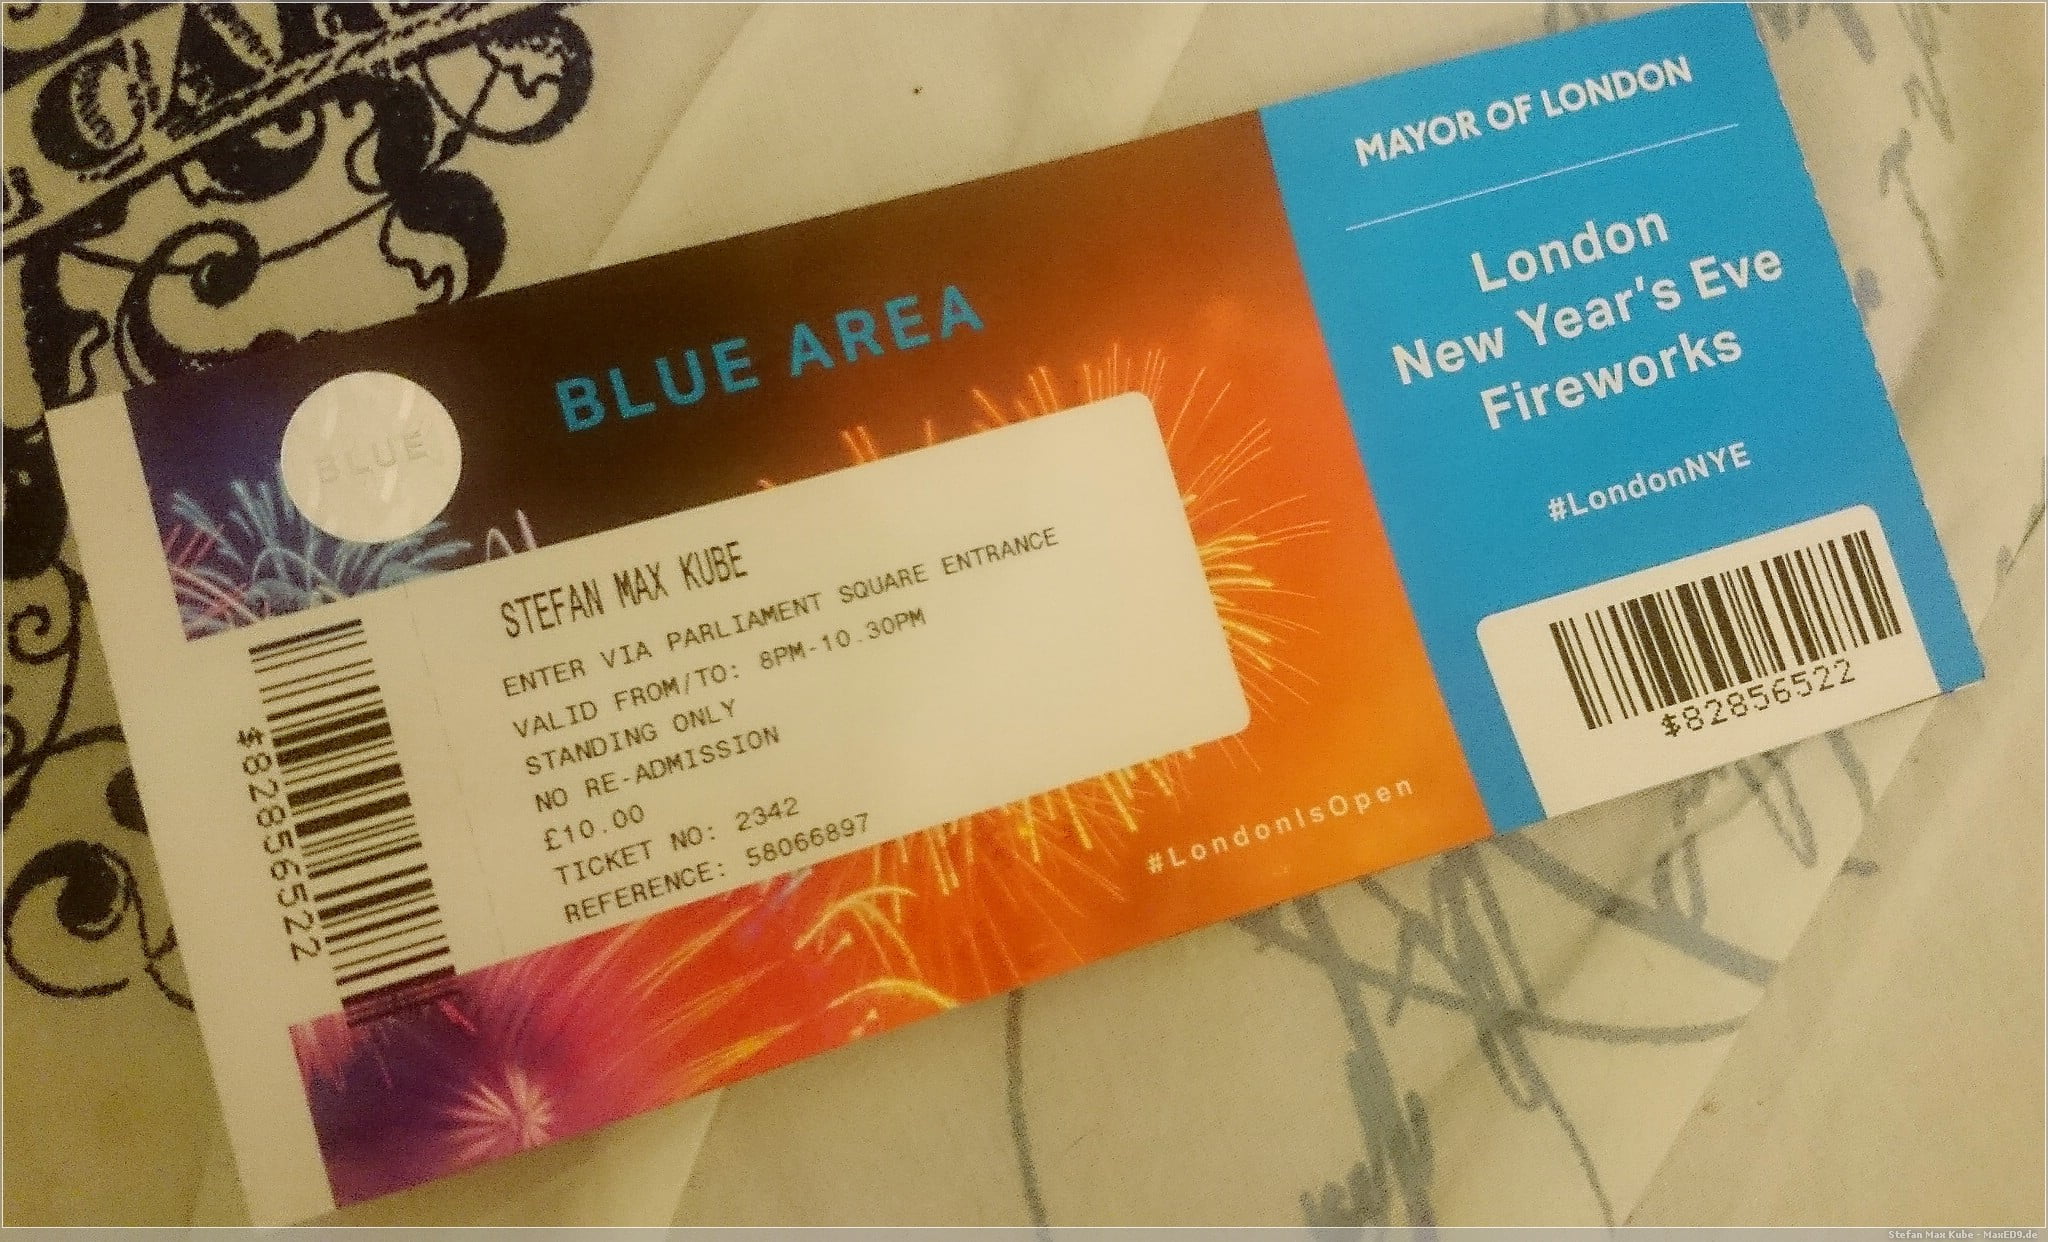 BLUE AREA
BLUE
STEFAN MAX KUBE
ENTER VIA PARLIAMENT SQUARE ENTRANCE
VALID FROM/TO: 8PM-10.30PM
STANDING ONLY
NO RE-ADMISSION
£10.00
TICKET NO: 2342
REFERENCE: 58066897
$82856522
#LondonIsOpen
MAYOR OF LONDON
London
New Year's Eve
Fireworks
#LondonNYE
$82856522
Stefan Max Kube - MaxED9.de